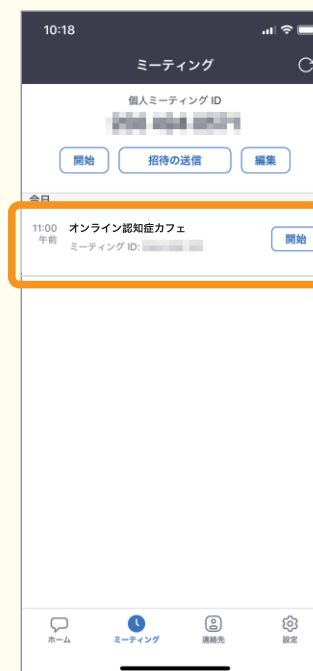 10:18
ミーティング
個人ミーティング ID
開始 招待の送信 編集
今日
11:00 オンライン認知症カフェ
午前 ミーティング ID:
開始
ホーム ミーティング 連絡先 設定